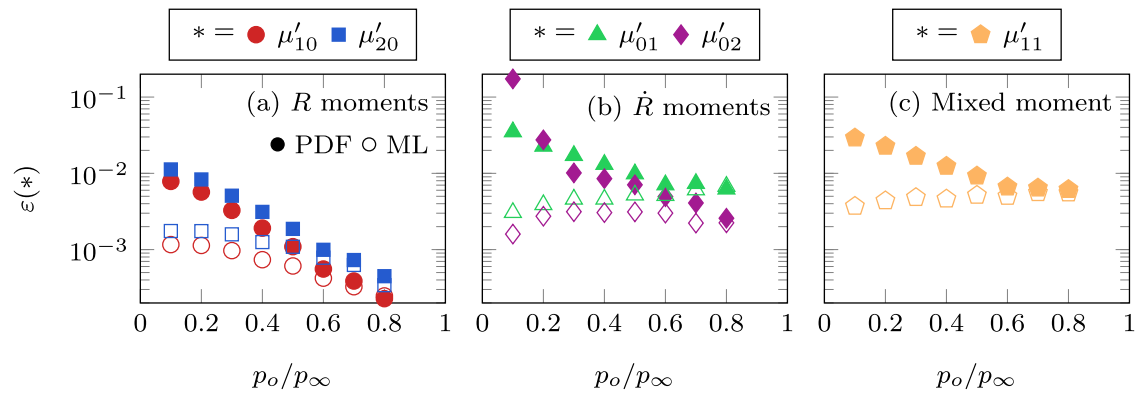 ∗ = μ′₁₀ μ′₂₀
∗ = μ′₀₁ μ′₀₂
∗ = μ′₁₁
ε(∗)
10⁻¹
10⁻²
10⁻³
(a) R moments
PDF ML
0 0.2 0.4 0.6 0.8 1
pₒ/p∞
(b) Ṙ moments
0 0.2 0.4 0.6 0.8 1
pₒ/p∞
(c) Mixed moment
0 0.2 0.4 0.6 0.8 1
pₒ/p∞